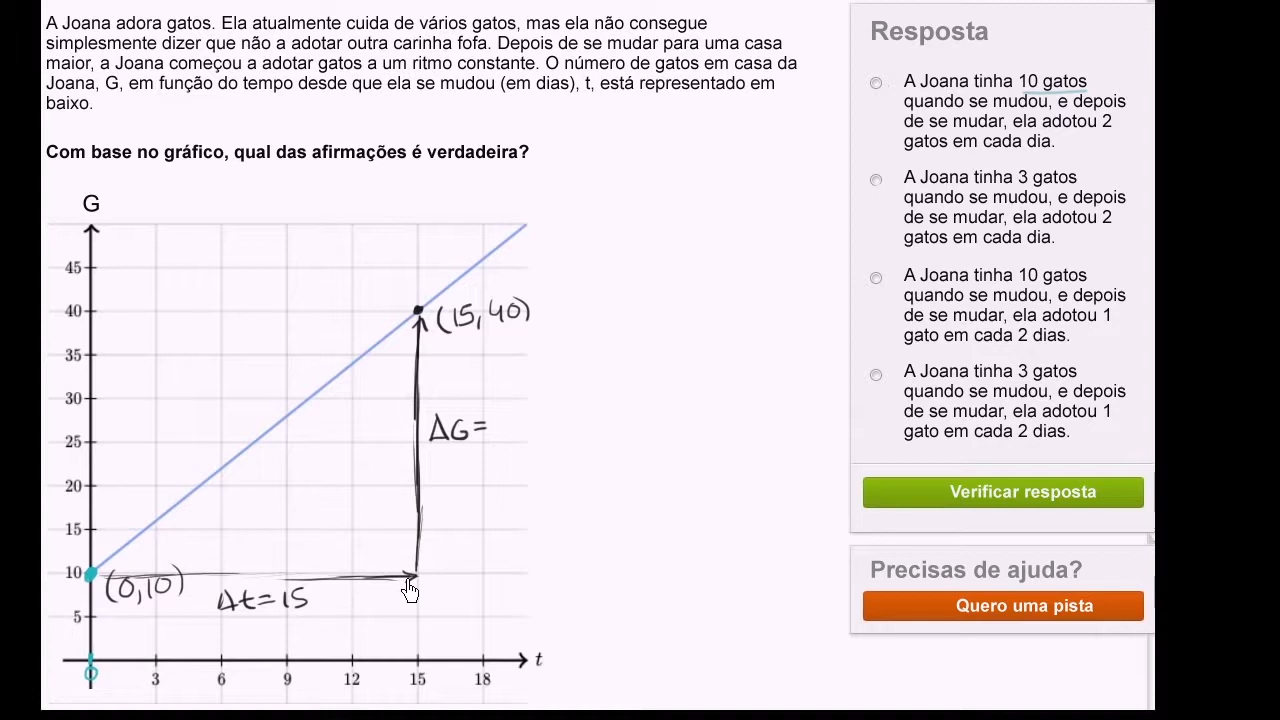 A Joana adora gatos. Ela atualmente cuida de vários gatos, mas ela não consegue
simplesmente dizer que não a adotar outra carinha fofa. Depois de se mudar para uma casa
maior, a Joana começou a adotar gatos a um ritmo constante. O número de gatos em casa da
Joana, G, em função do tempo desde que ela se mudou (em dias), t, está representado em
baixo.
Com base no gráfico, qual das afirmações é verdadeira?
G
45
40
35
30
25
20
15
10
5
0
3
6
9
12
15
18
t
(15, 40)
ΔG=
(0,10)
Δt=15
Resposta
A Joana tinha 10 gatos
quando se mudou, e depois
de se mudar, ela adotou 2
gatos em cada dia.
A Joana tinha 3 gatos
quando se mudou, e depois
de se mudar, ela adotou 2
gatos em cada dia.
A Joana tinha 10 gatos
quando se mudou, e depois
de se mudar, ela adotou 1
gato em cada 2 dias.
A Joana tinha 3 gatos
quando se mudou, e depois
de se mudar, ela adotou 1
gato em cada 2 dias.
Verificar resposta
Precisas de ajuda?
Quero uma pista